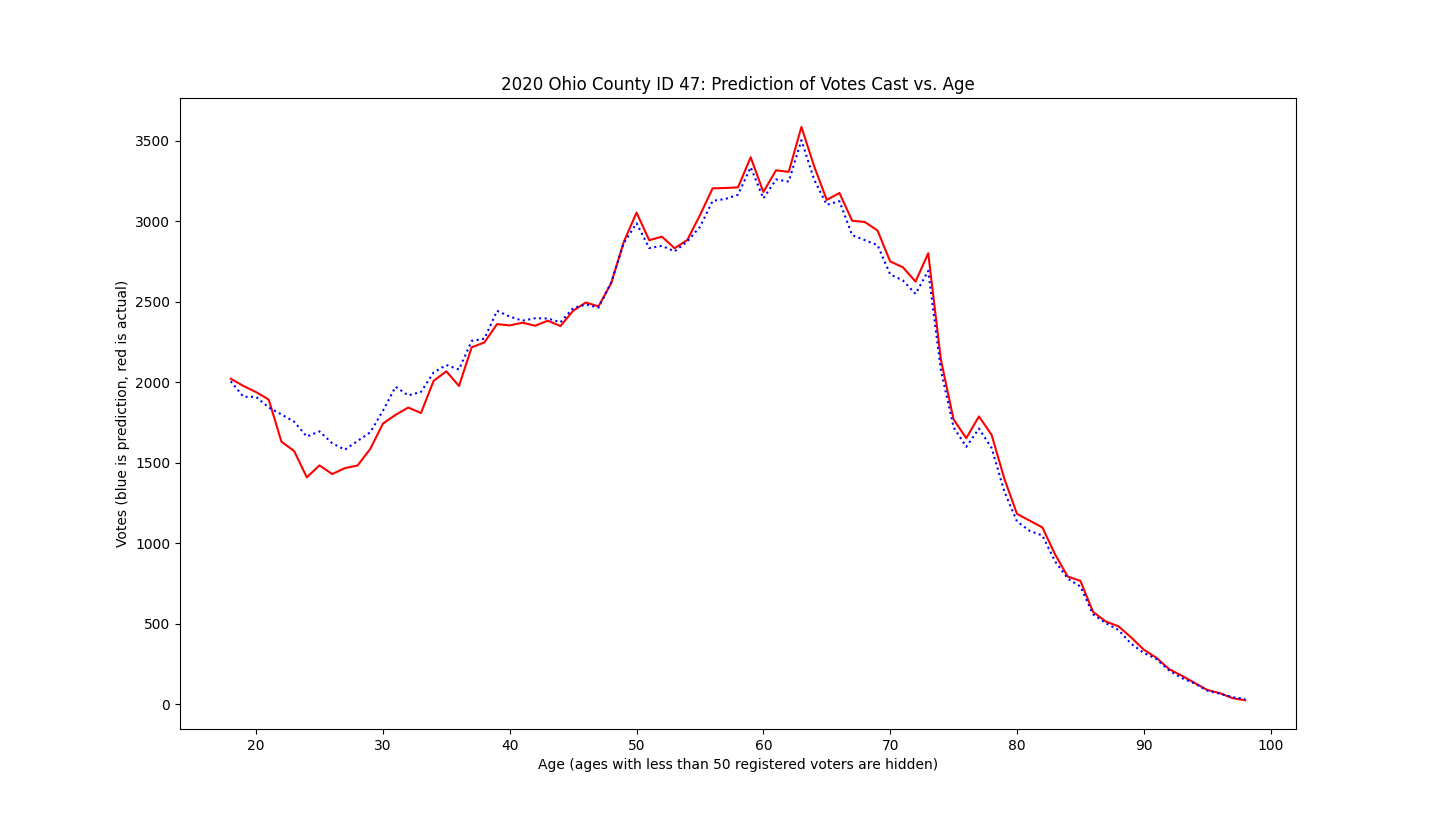 2020 Ohio County ID 47: Prediction of Votes Cast vs. Age
Votes (blue is prediction, red is actual)
3500
3000
2500
2000
1500
1000
500
0
20 30 40 50 60 70 80 90 100
Age (ages with less than 50 registered voters are hidden)